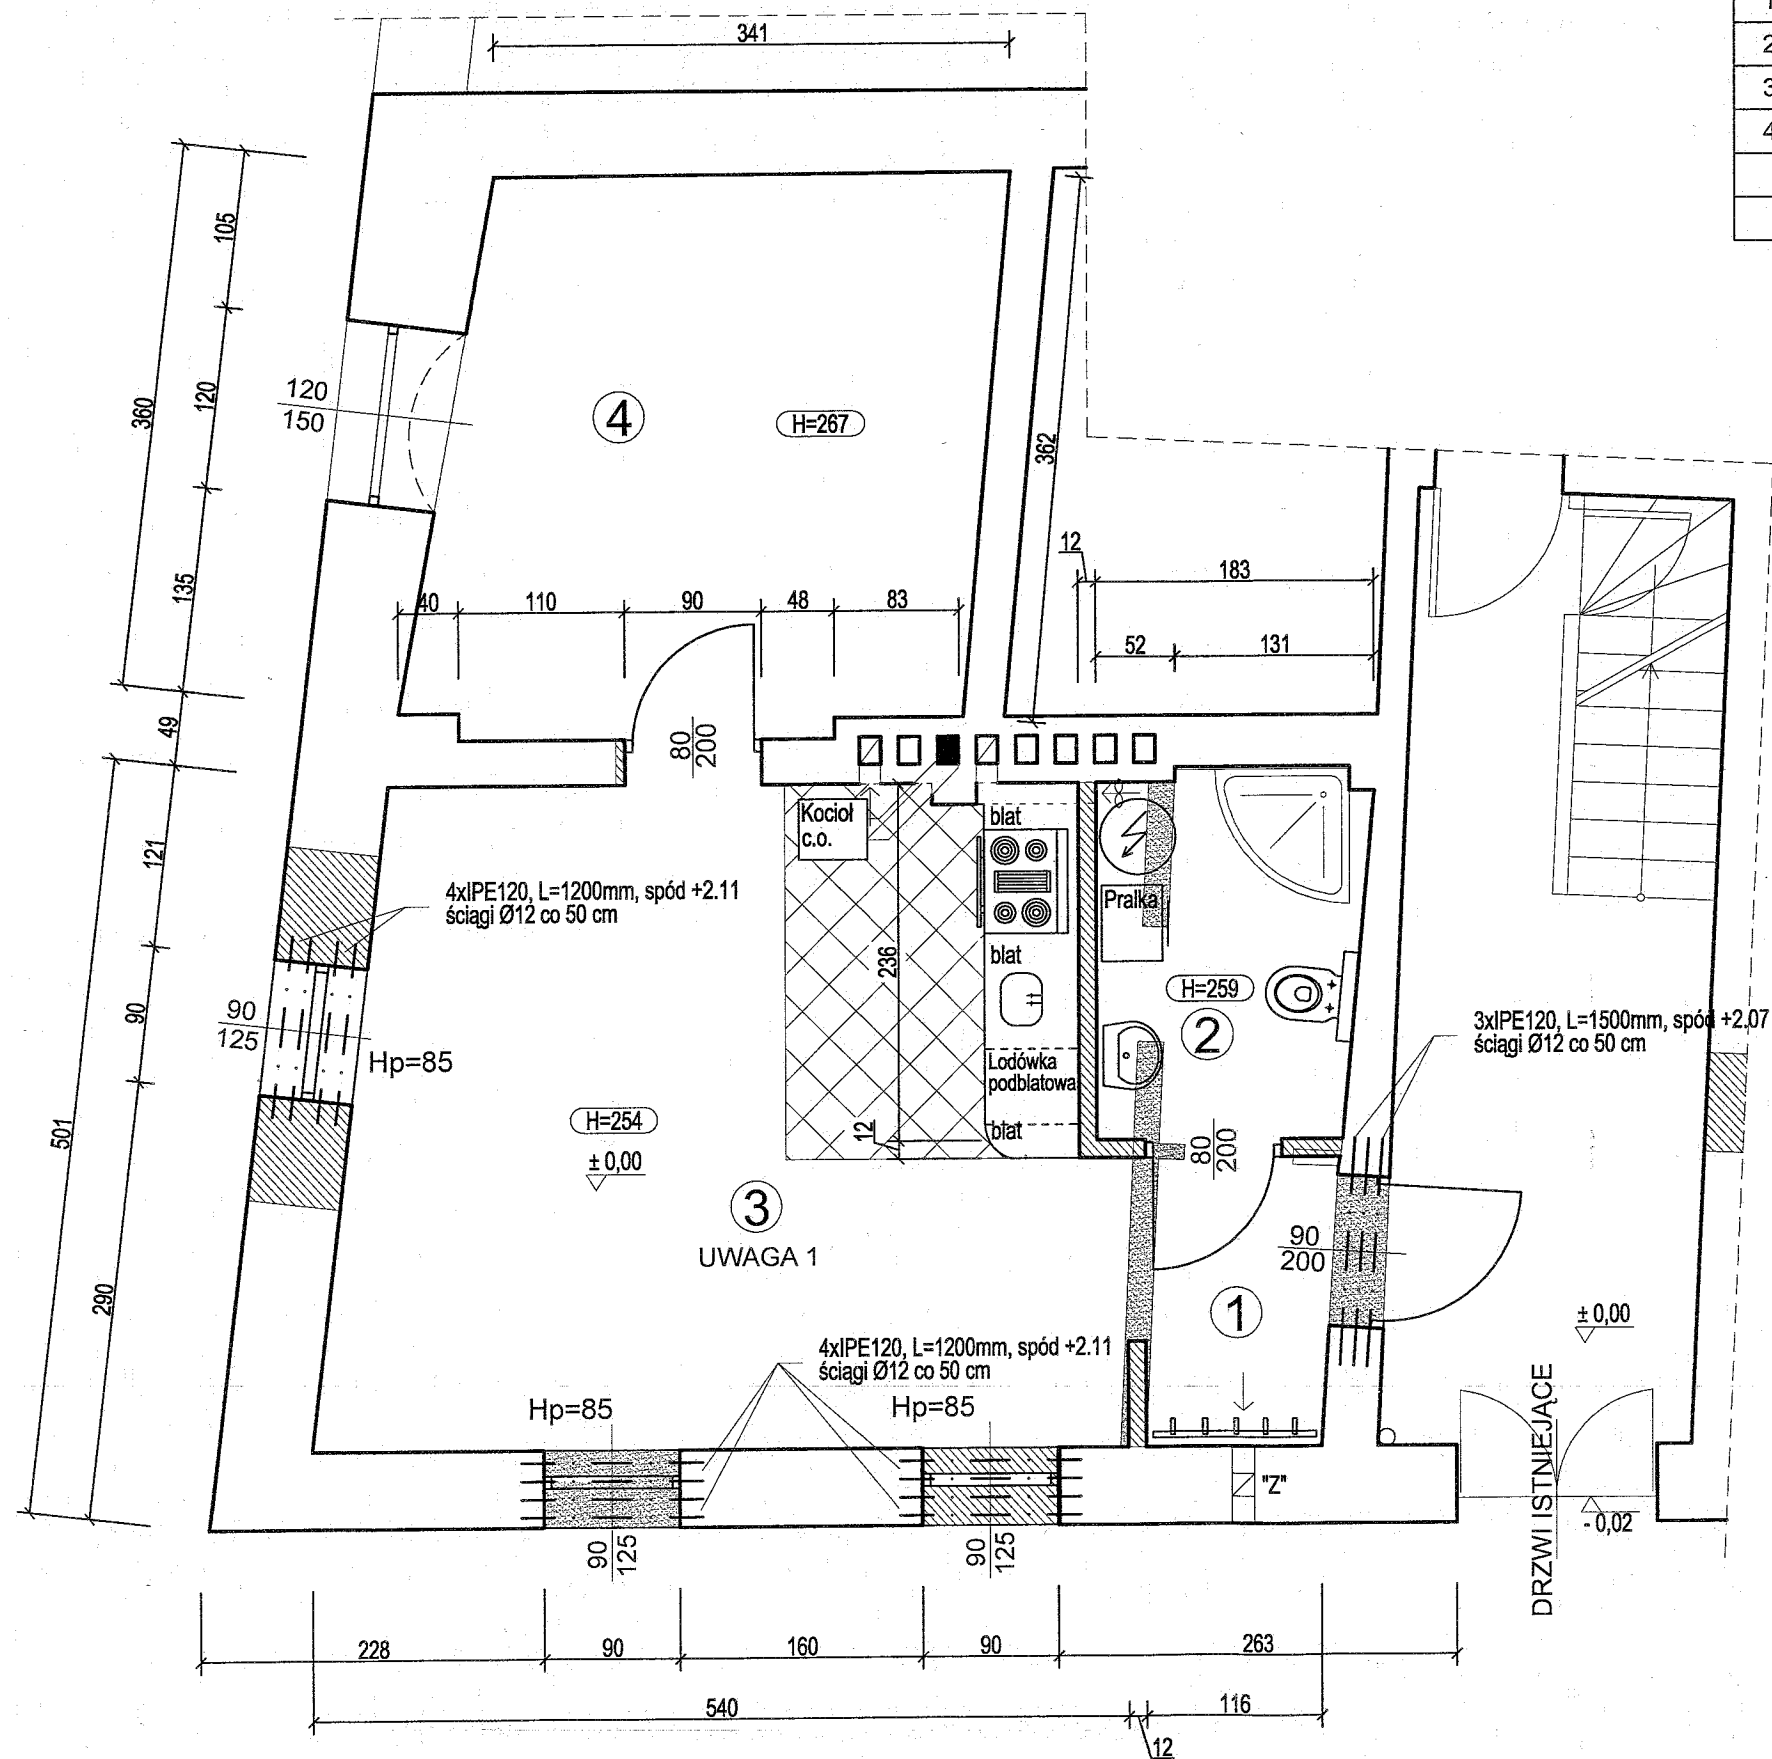 341
2
3
4
105
360
120
120
150
4
H=267
362
135
12
183
40
110
90
48
83
52
131
49
80
200
121
Kocioł
c.o.
blat
4xIPE120, L=1200mm, spód +2.11
ściągi Ø12 co 50 cm
Pralka
236
blat
H=259
2
90
90
125
Hp=85
3xIPE120, L=1500mm, spód +2.07
ściągi Ø12 co 50 cm
Lodówka
podblatowa
501
H=254
12
blat
80
200
± 0,00
3
UWAGA 1
90
200
290
1
± 0,00
4xIPE120, L=1200mm, spód +2.11
ściągi Ø12 co 50 cm
Hp=85
Hp=85
DRZWI ISTNIEJĄCE
"Z"
- 0,02
90
125
90
125
228
90
160
90
263
540
116
12